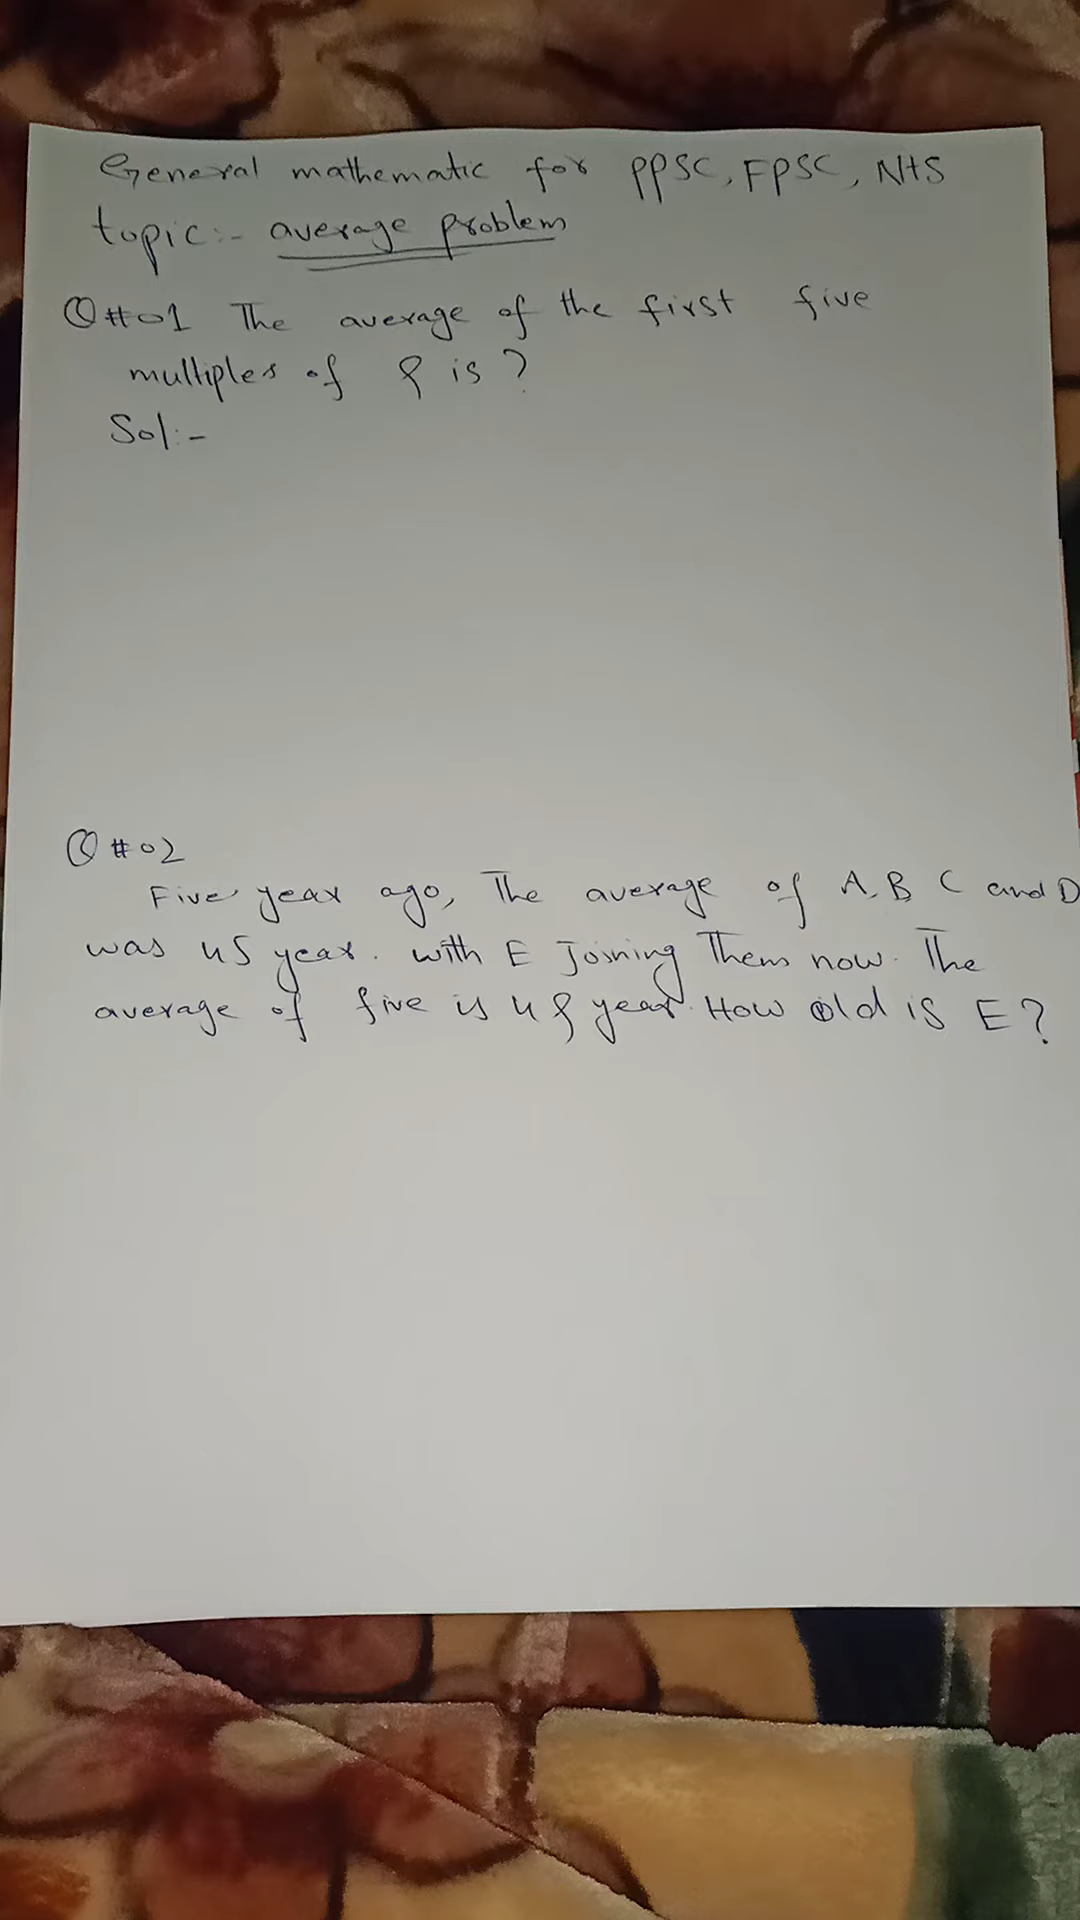 General mathematic for PPSC, FPSC, NTS
topic:- average problem
Q#01 The average of the first five
multiples of 9 is?
Sol:-
Q#02
Five year ago, The average of A, B C and D
was 45 year. with E Joining Them now. The
average of five is 49 year. How old is E?